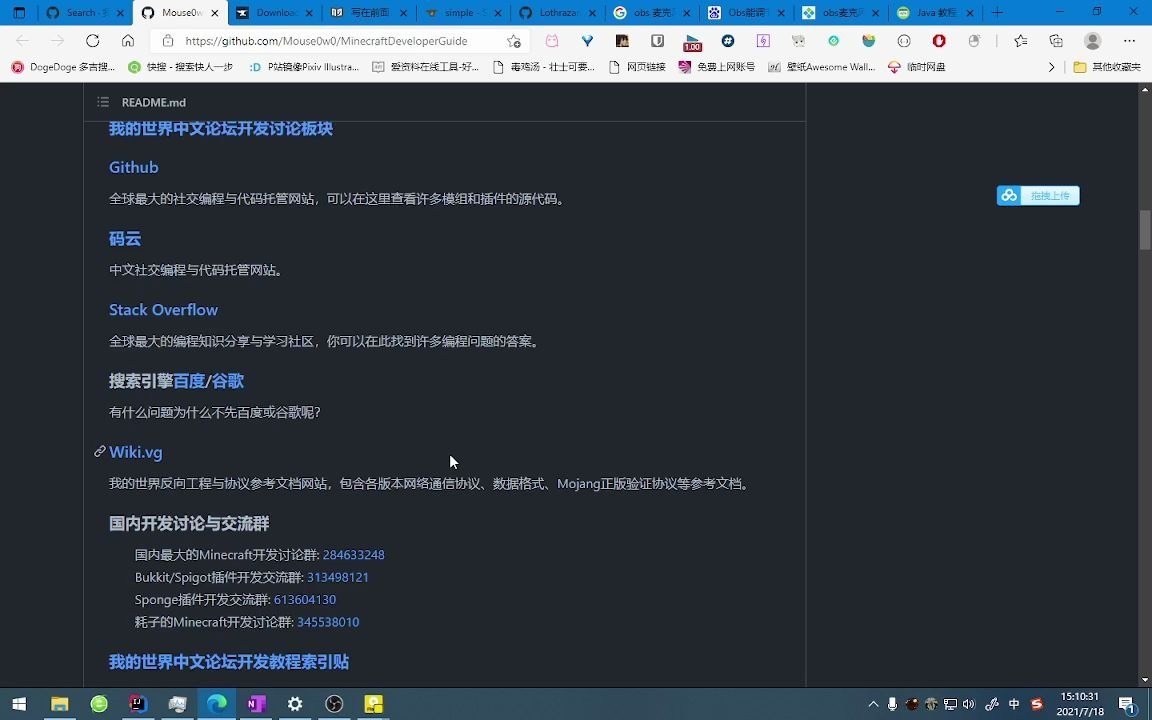 Search · 
Mouse0w
Download
写在前面
simple - S
Lothrazar
obs 麦克
Obs能调
obs麦克
Java 教程
https://github.com/Mouse0w0/MinecraftDeveloperGuide
1.00
DogeDoge 多吉搜...
快搜 - 搜索快人一步
P站镜像Pixiv Illustra...
爱资料在线工具-好...
毒鸡汤 - 壮士可要...
网页链接
免费上网账号
壁纸Awesome Wall...
临时网盘
其他收藏夹
README.md
我的世界中文论坛开发讨论板块
Github
全球最大的社交编程与代码托管网站，可以在这里查看许多模组和插件的源代码。
拖拽上传
码云
中文社交编程与代码托管网站。
Stack Overflow
全球最大的编程知识分享与学习社区，你可以在此找到许多编程问题的答案。
搜索引擎百度/谷歌
有什么问题为什么不先百度或谷歌呢?
Wiki.vg
我的世界反向工程与协议参考文档网站，包含各版本网络通信协议、数据格式、Mojang正版验证协议等参考文档。
国内开发讨论与交流群
国内最大的Minecraft开发讨论群: 284633248
Bukkit/Spigot插件开发交流群: 313498121
Sponge插件开发交流群: 613604130
耗子的Minecraft开发讨论群: 345538010
我的世界中文论坛开发教程索引贴
中
15:10:31
2021/7/18
1